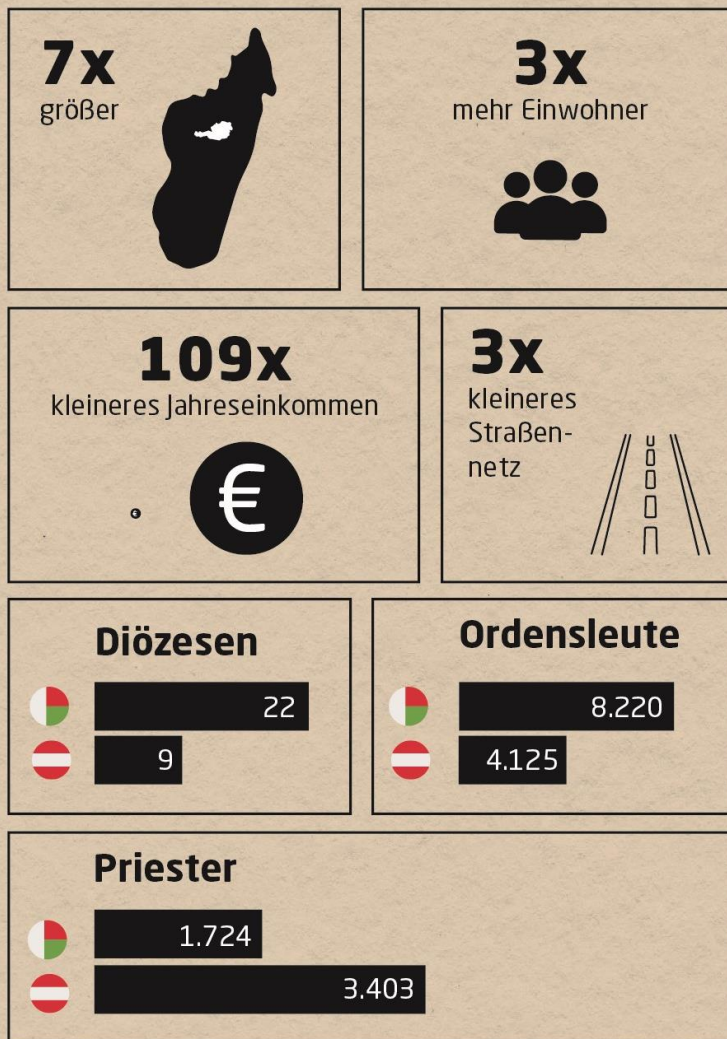 7x
größer
3x
mehr Einwohner
109x
kleineres Jahreseinkommen
€
€
3x
kleineres
Straßen-
netz
Diözesen
22
9
Ordensleute
8.220
4.125
Priester
1.724
3.403